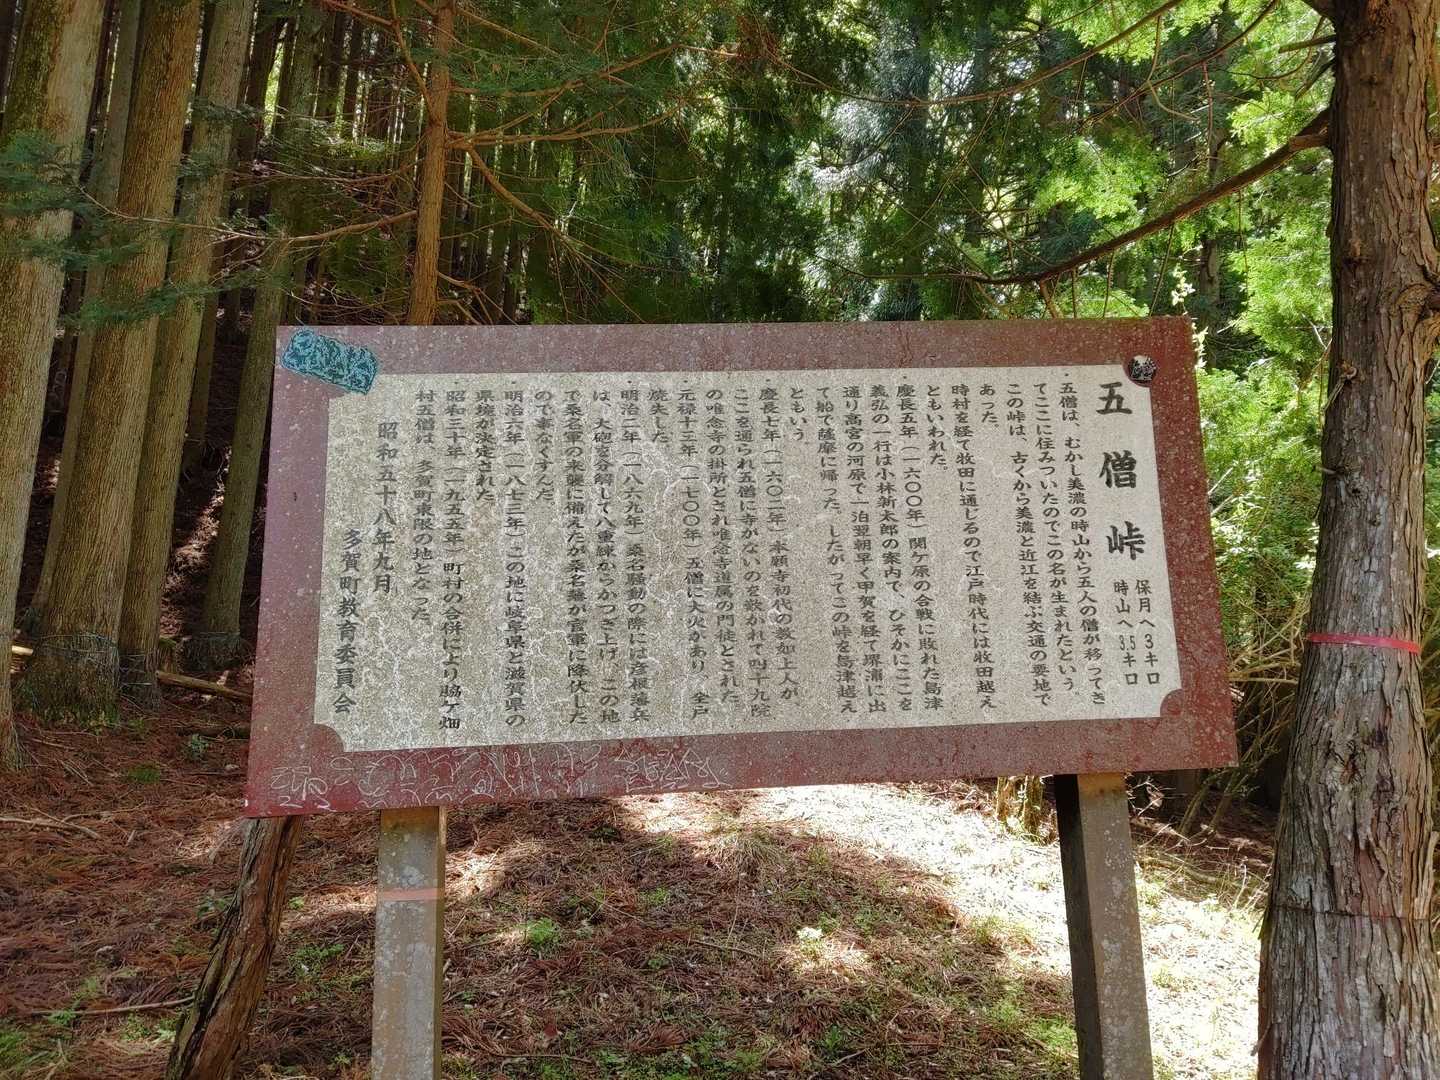 五僧峠
保月へ3キロ
時山へ3.5キロ
・五僧は、むかし美濃の時山から五人の僧が移ってき
てここに住みついたのでこの名が生まれたという。
この峠は、古くから美濃と近江を結ぶ交通の要地で
あった。
時村を経て牧田に通じるので江戸時代には牧田越え
ともいわれた。
・慶長五年（一六〇〇年）関ケ原の合戦に敗れた島津
義弘の一行は小林新太郎の案内で、ひそかにここを
通り高宮の河原で一泊翌朝早く甲賀を経て堺浦に出
て船で薩摩に帰った。したがってこの峠を島津越え
ともいう。
・慶長七年（一六〇二年）本願寺初代の教如上人が、
ここを通られ五僧に寺がないのを歎かれて四十九院
の唯念寺の掛所とされ唯念寺道属の門徒とされた。
・元禄十三年（一七〇〇年）五僧に大火があり、全戸
焼失した。
・明治二年（一八六九年）桑名騒動の際には彦根藩兵
は、大砲を分解して八重練からかつぎ上げ、この地
で桑名軍の来襲に備えたが桑名藩が官軍に降伏した
ので事なくすんだ。
・明治六年（一八七三年）この地に岐阜県と滋賀県の
県境が決定された。
・昭和三十年（一九五五年）町村の合併により脇ケ畑
村五僧は、多賀町東限の地となった。
昭和五十八年九月
多賀町教育委員会